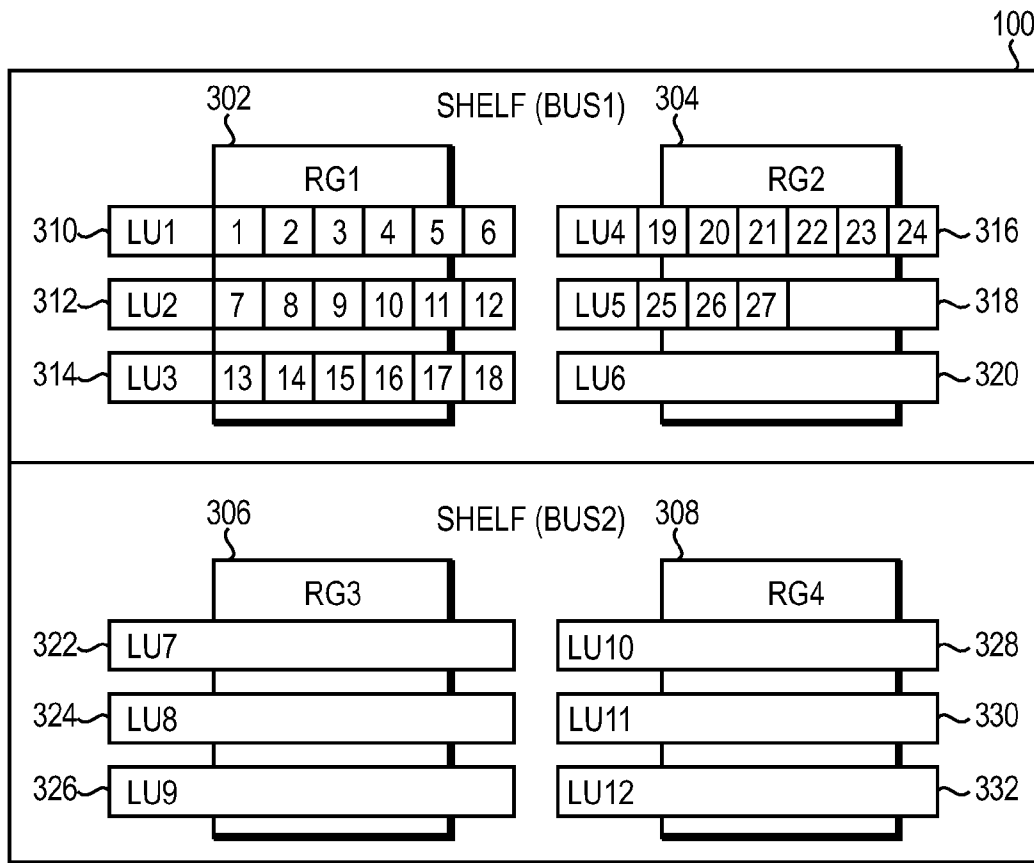 100
302 SHELF (BUS1) 304
RG1 RG2
310 LU1 1 2 3 4 5 6 LU4 19 20 21 22 23 24 316
312 LU2 7 8 9 10 11 12 LU5 25 26 27 318
314 LU3 13 14 15 16 17 18 LU6 320
306 SHELF (BUS2) 308
RG3 RG4
322 LU7 LU10 328
324 LU8 LU11 330
326 LU9 LU12 332